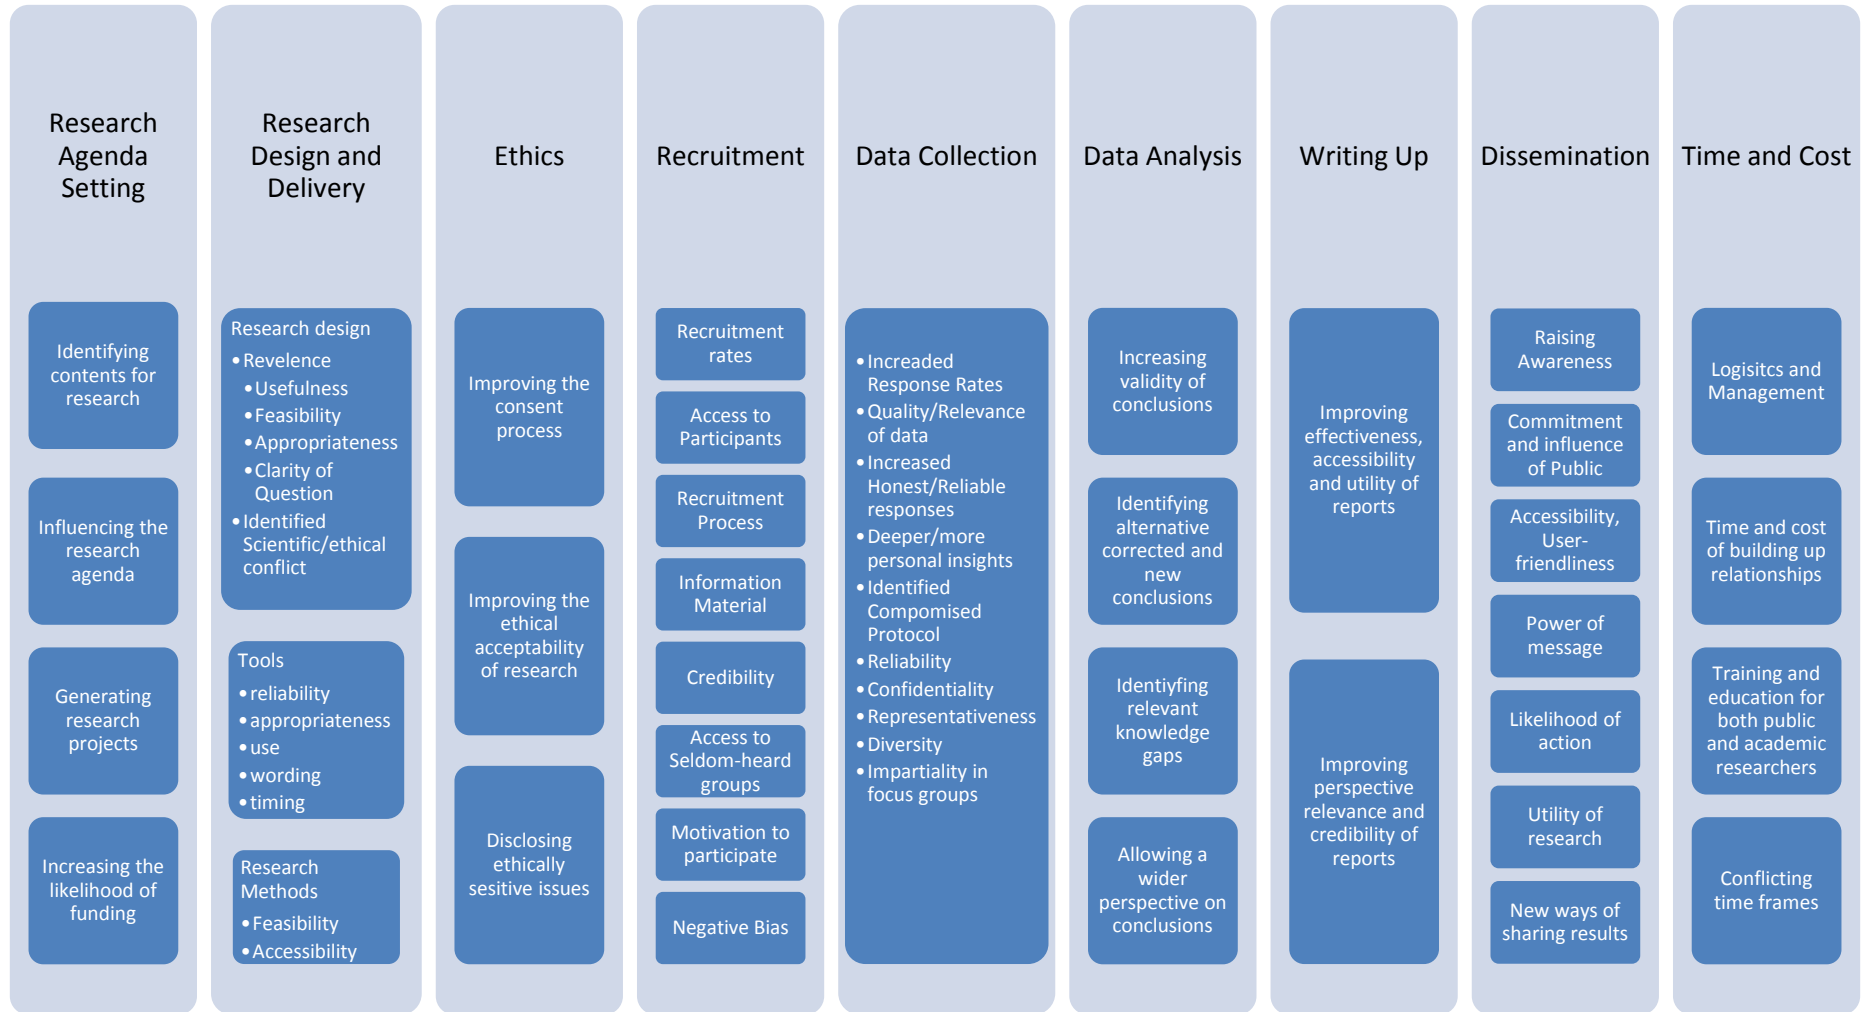 Research
Agenda
Setting
Identifying
contents for
research
Influencing the
research
agenda
Generating
research
projects
Increasing the
likelihood of
funding
Research
Design and
Delivery
Research design
•Revelence
•Usefulness
•Feasibility
•Appropriateness
•Clarity of
Question
•Identified
Scientific/ethical
conflict
Tools
•reliability
•appropriateness
•use
•wording
•timing
Research
Methods
•Feasibility
•Accessibility
Ethics
Improving the
consent
process
Improving the
ethical
acceptability
of research
Disclosing
ethically
sesitive issues
Recruitment
Recruitment
rates
Access to
Participants
Recruitment
Process
Information
Material
Credibility
Access to
Seldom-heard
groups
Motivation to
participate
Negative Bias
Data Collection
•Increaded
Response Rates
•Quality/Relevance
of data
•Increased
Honest/Reliable
responses
•Deeper/more
personal insights
•Identified
Compomised
Protocol
•Reliability
•Confidentiality
•Representativeness
•Diversity
•Impartiality in
focus groups
Data Analysis
Increasing
validity of
conclusions
Identifying
alternative
corrected and
new
conclusions
Identiyfing
relevant
knowledge
gaps
Allowing a
wider
perspective on
conclusions
Writing Up
Improving
effectiveness,
accessibility
and utility of
reports
Improving
perspective
relevance and
credibility of
reports
Dissemination
Raising
Awareness
Commitment
and influence
of Public
Accessibility,
User-
friendliness
Power of
message
Likelihood of
action
Utility of
research
New ways of
sharing results
Time and Cost
Logisitcs and
Management
Time and cost
of building up
relationships
Training and
education for
both public
and academic
researchers
Conflicting
time frames